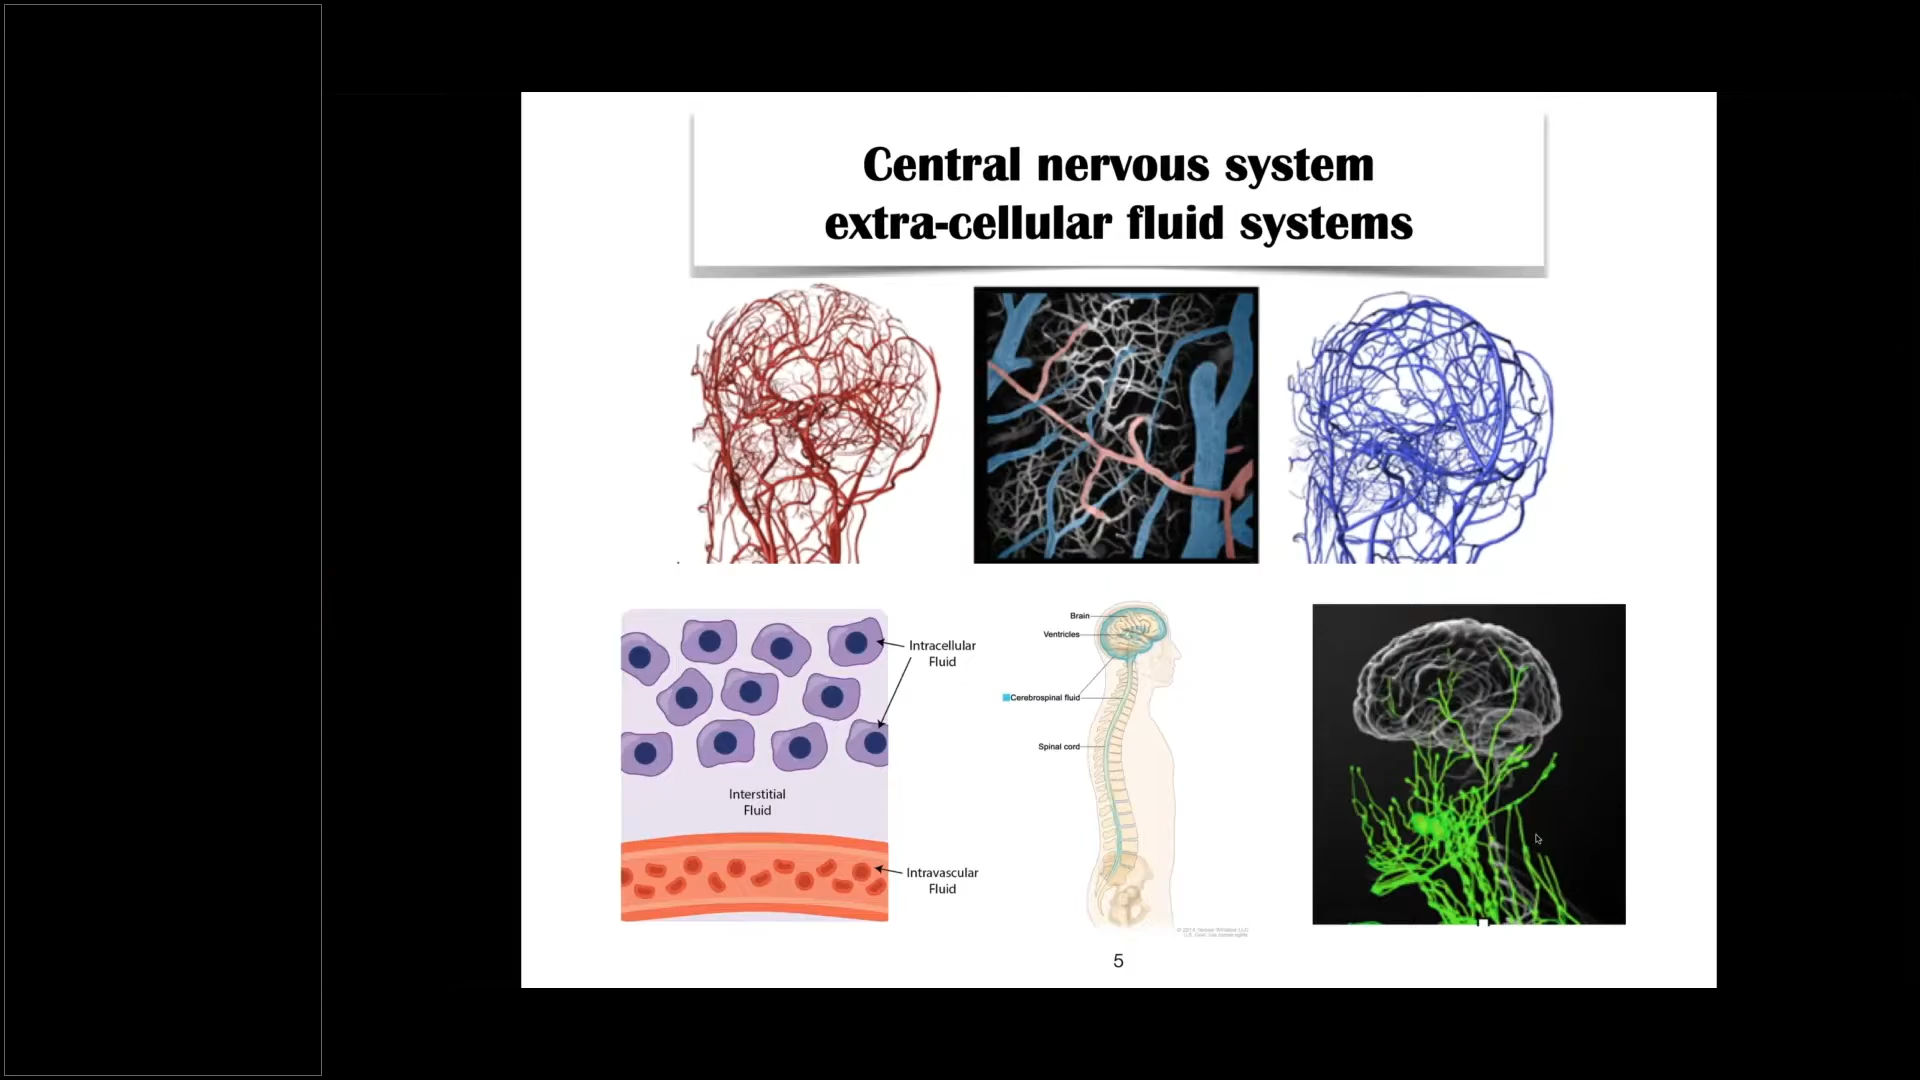 Central nervous system
extra-cellular fluid systems
Intracellular
Fluid
Interstitial
Fluid
Intravascular
Fluid
Brain
Ventricles
Cerebrospinal fluid
Spinal cord
5